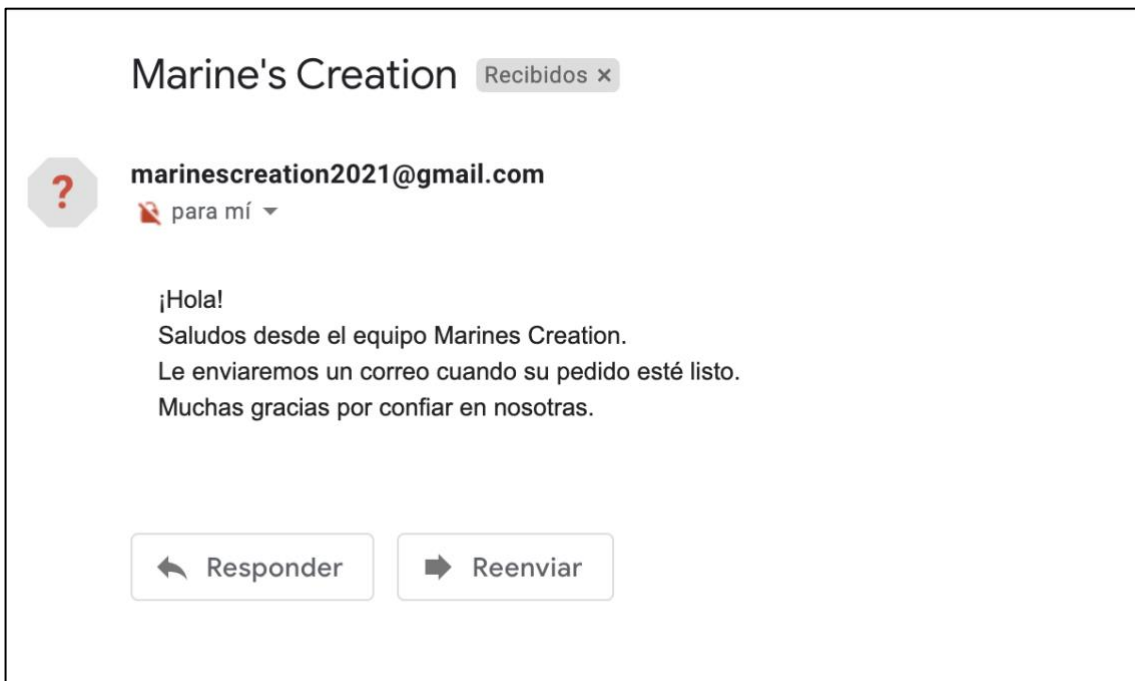 Marine's Creation Recibidos ×
?
marinescreation2021@gmail.com
para mí
¡Hola!
Saludos desde el equipo Marines Creation.
Le enviaremos un correo cuando su pedido esté listo.
Muchas gracias por confiar en nosotras.
Responder Reenviar